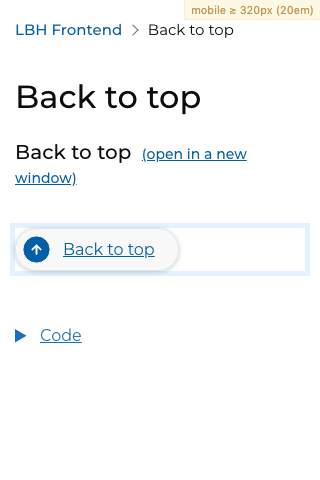 mobile ≥ 320px (20em)
LBH Frontend > Back to top
Back to top
Back to top (open in a new
window)
Back to top
Code